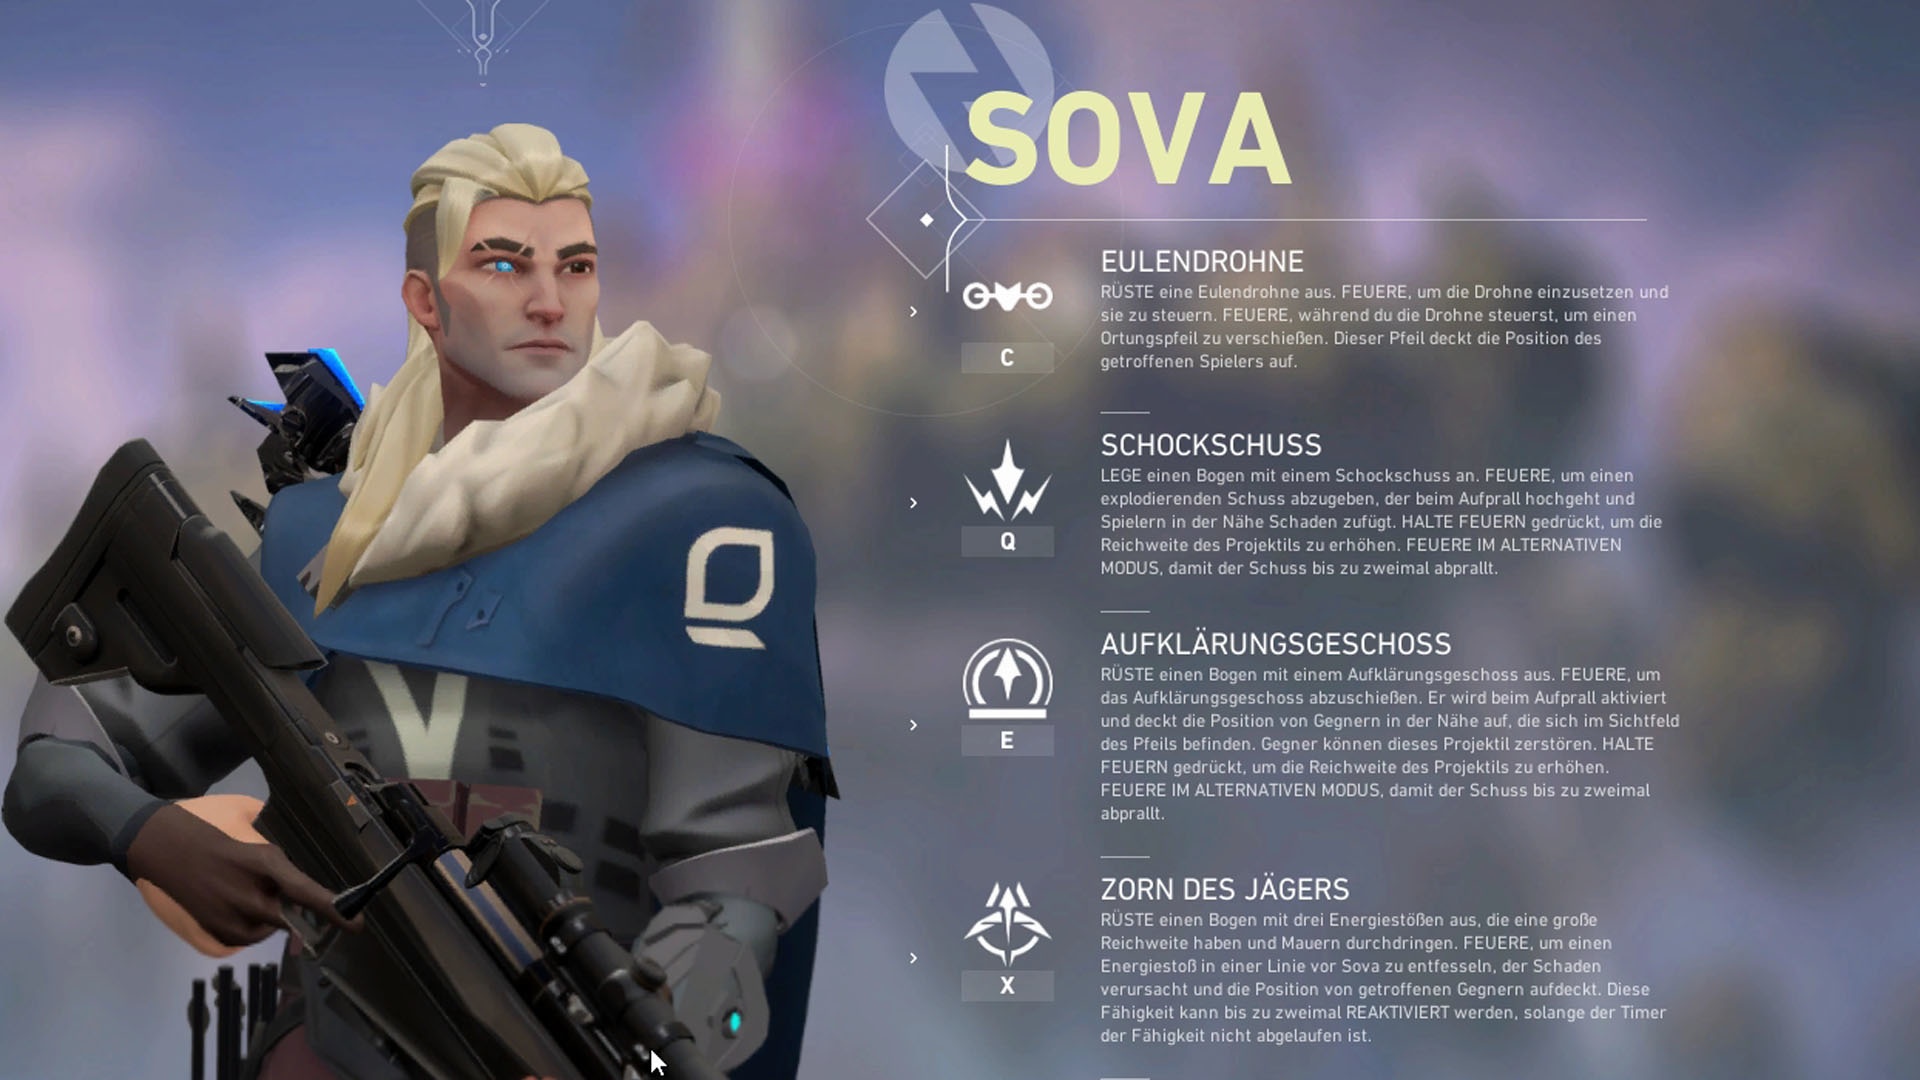 SOVA
EULENDROHNE
RÜSTE eine Eulendrohne aus. FEUERE, um die Drohne einzusetzen und
sie zu steuern. FEUERE, während du die Drohne steuerst, um einen
Ortungspfeil zu verschießen. Dieser Pfeil deckt die Position des
getroffenen Spielers auf.
C
SCHOCKSCHUSS
LEGE einen Bogen mit einem Schockschuss an. FEUERE, um einen
explodierenden Schuss abzugeben, der beim Aufprall hochgeht und
Spielern in der Nähe Schaden zufügt. HALTE FEUERN gedrückt, um die
Reichweite des Projektils zu erhöhen. FEUERE IM ALTERNATIVEN
MODUS, damit der Schuss bis zu zweimal abprallt.
Q
AUFKLÄRUNGSGESCHOSS
RÜSTE einen Bogen mit einem Aufklärungsgeschoss aus. FEUERE, um
das Aufklärungsgeschoss abzuschießen. Er wird beim Aufprall aktiviert
und deckt die Position von Gegnern in der Nähe auf, die sich im Sichtfeld
des Pfeils befinden. Gegner können dieses Projektil zerstören. HALTE
FEUERN gedrückt, um die Reichweite des Projektils zu erhöhen.
FEUERE IM ALTERNATIVEN MODUS, damit der Schuss bis zu zweimal
abprallt.
E
ZORN DES JÄGERS
RÜSTE einen Bogen mit drei Energiestößen aus, die eine große
Reichweite haben und Mauern durchdringen. FEUERE, um einen
Energiestoß in einer Linie vor Sova zu entfesseln, der Schaden
verursacht und die Position von getroffenen Gegnern aufdeckt. Diese
Fähigkeit kann bis zu zweimal REAKTIVIERT werden, solange der Timer
der Fähigkeit nicht abgelaufen ist.
X